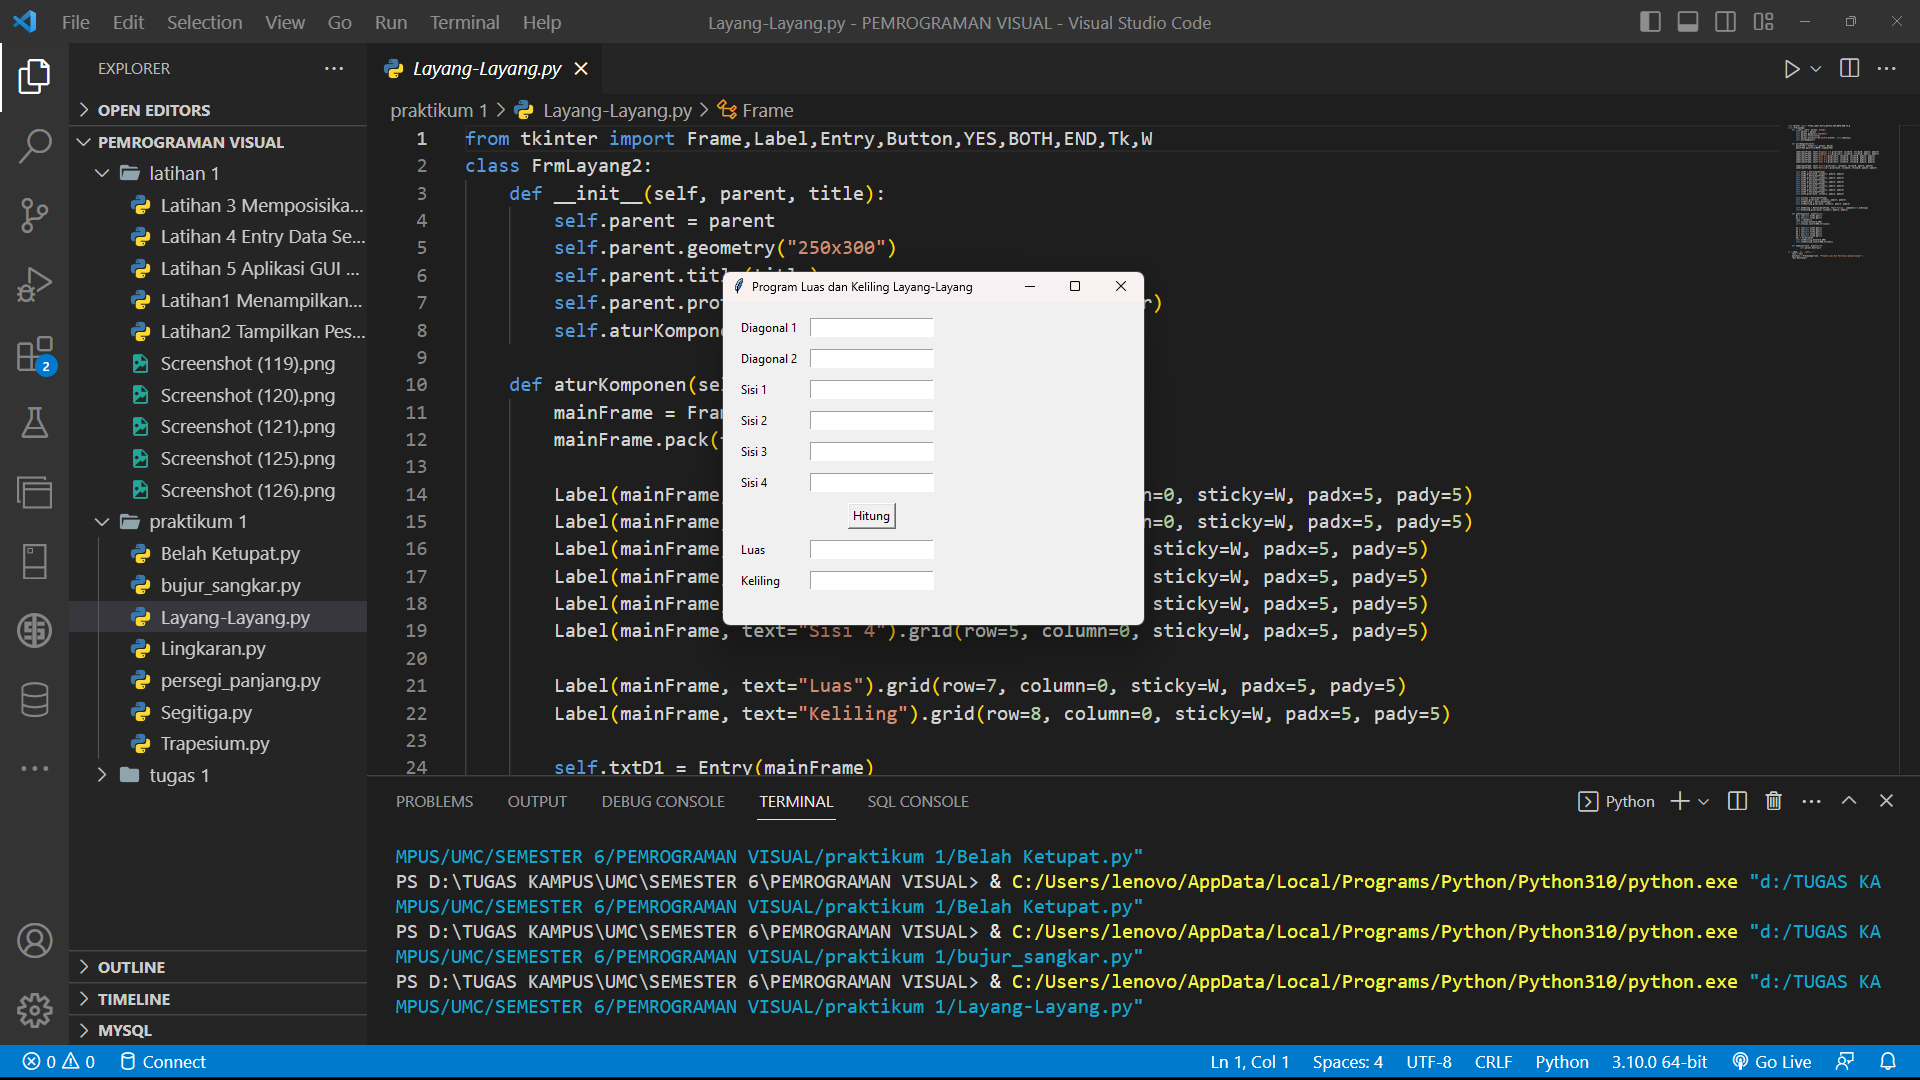 File Edit Selection View Go Run Terminal Help
Layang-Layang.py - PEMROGRAMAN VISUAL - Visual Studio Code
EXPLORER
OPEN EDITORS
PEMROGRAMAN VISUAL
latihan 1
Latihan 3 Memposisika...
Latihan 4 Entry Data Se...
Latihan 5 Aplikasi GUI ...
Latihan1 Menampilkan...
Latihan2 Tampilkan Pes...
Screenshot (119).png
Screenshot (120).png
Screenshot (121).png
Screenshot (125).png
Screenshot (126).png
praktikum 1
Belah Ketupat.py
bujur_sangkar.py
Layang-Layang.py
Lingkaran.py
persegi_panjang.py
Segitiga.py
Trapesium.py
tugas 1
OUTLINE
TIMELINE
MYSQL
2
Layang-Layang.py
praktikum 1 > Layang-Layang.py > Frame
1 from tkinter import Frame,Label,Entry,Button,YES,BOTH,END,Tk,W
2 class FrmLayang2:
3 def __init__(self, parent, title):
4 self.parent = parent
5 self.parent.geometry("250x300")
6 self.parent.title(title)
7 self.parent.pro r)
8 self.aturKompone
9
10 def aturKomponen(se
11 mainFrame = Fra
12 mainFrame.pack(
13
14 Label(mainFrame, n=0, sticky=W, padx=5, pady=5)
15 Label(mainFrame, n=0, sticky=W, padx=5, pady=5)
16 Label(mainFrame, sticky=W, padx=5, pady=5)
17 Label(mainFrame, sticky=W, padx=5, pady=5)
18 Label(mainFrame, sticky=W, padx=5, pady=5)
19 Label(mainFrame, text="Sisi 4").grid(row=5, column=0, sticky=W, padx=5, pady=5)
20
21 Label(mainFrame, text="Luas").grid(row=7, column=0, sticky=W, padx=5, pady=5)
22 Label(mainFrame, text="Keliling").grid(row=8, column=0, sticky=W, padx=5, pady=5)
23
24 self.txtD1 = Entry(mainFrame)
Program Luas dan Keliling Layang-Layang
Diagonal 1
Diagonal 2
Sisi 1
Sisi 2
Sisi 3
Sisi 4
Hitung
Luas
Keliling
PROBLEMS OUTPUT DEBUG CONSOLE TERMINAL SQL CONSOLE
Python
MPUS/UMC/SEMESTER 6/PEMROGRAMAN VISUAL/praktikum 1/Belah Ketupat.py"
PS D:\TUGAS KAMPUS\UMC\SEMESTER 6\PEMROGRAMAN VISUAL> & C:/Users/lenovo/AppData/Local/Programs/Python/Python310/python.exe "d:/TUGAS KA
MPUS/UMC/SEMESTER 6/PEMROGRAMAN VISUAL/praktikum 1/Belah Ketupat.py"
PS D:\TUGAS KAMPUS\UMC\SEMESTER 6\PEMROGRAMAN VISUAL> & C:/Users/lenovo/AppData/Local/Programs/Python/Python310/python.exe "d:/TUGAS KA
MPUS/UMC/SEMESTER 6/PEMROGRAMAN VISUAL/praktikum 1/bujur_sangkar.py"
PS D:\TUGAS KAMPUS\UMC\SEMESTER 6\PEMROGRAMAN VISUAL> & C:/Users/lenovo/AppData/Local/Programs/Python/Python310/python.exe "d:/TUGAS KA
MPUS/UMC/SEMESTER 6/PEMROGRAMAN VISUAL/praktikum 1/Layang-Layang.py"
0 0 Connect
Ln 1, Col 1 Spaces: 4 UTF-8 CRLF Python 3.10.0 64-bit Go Live